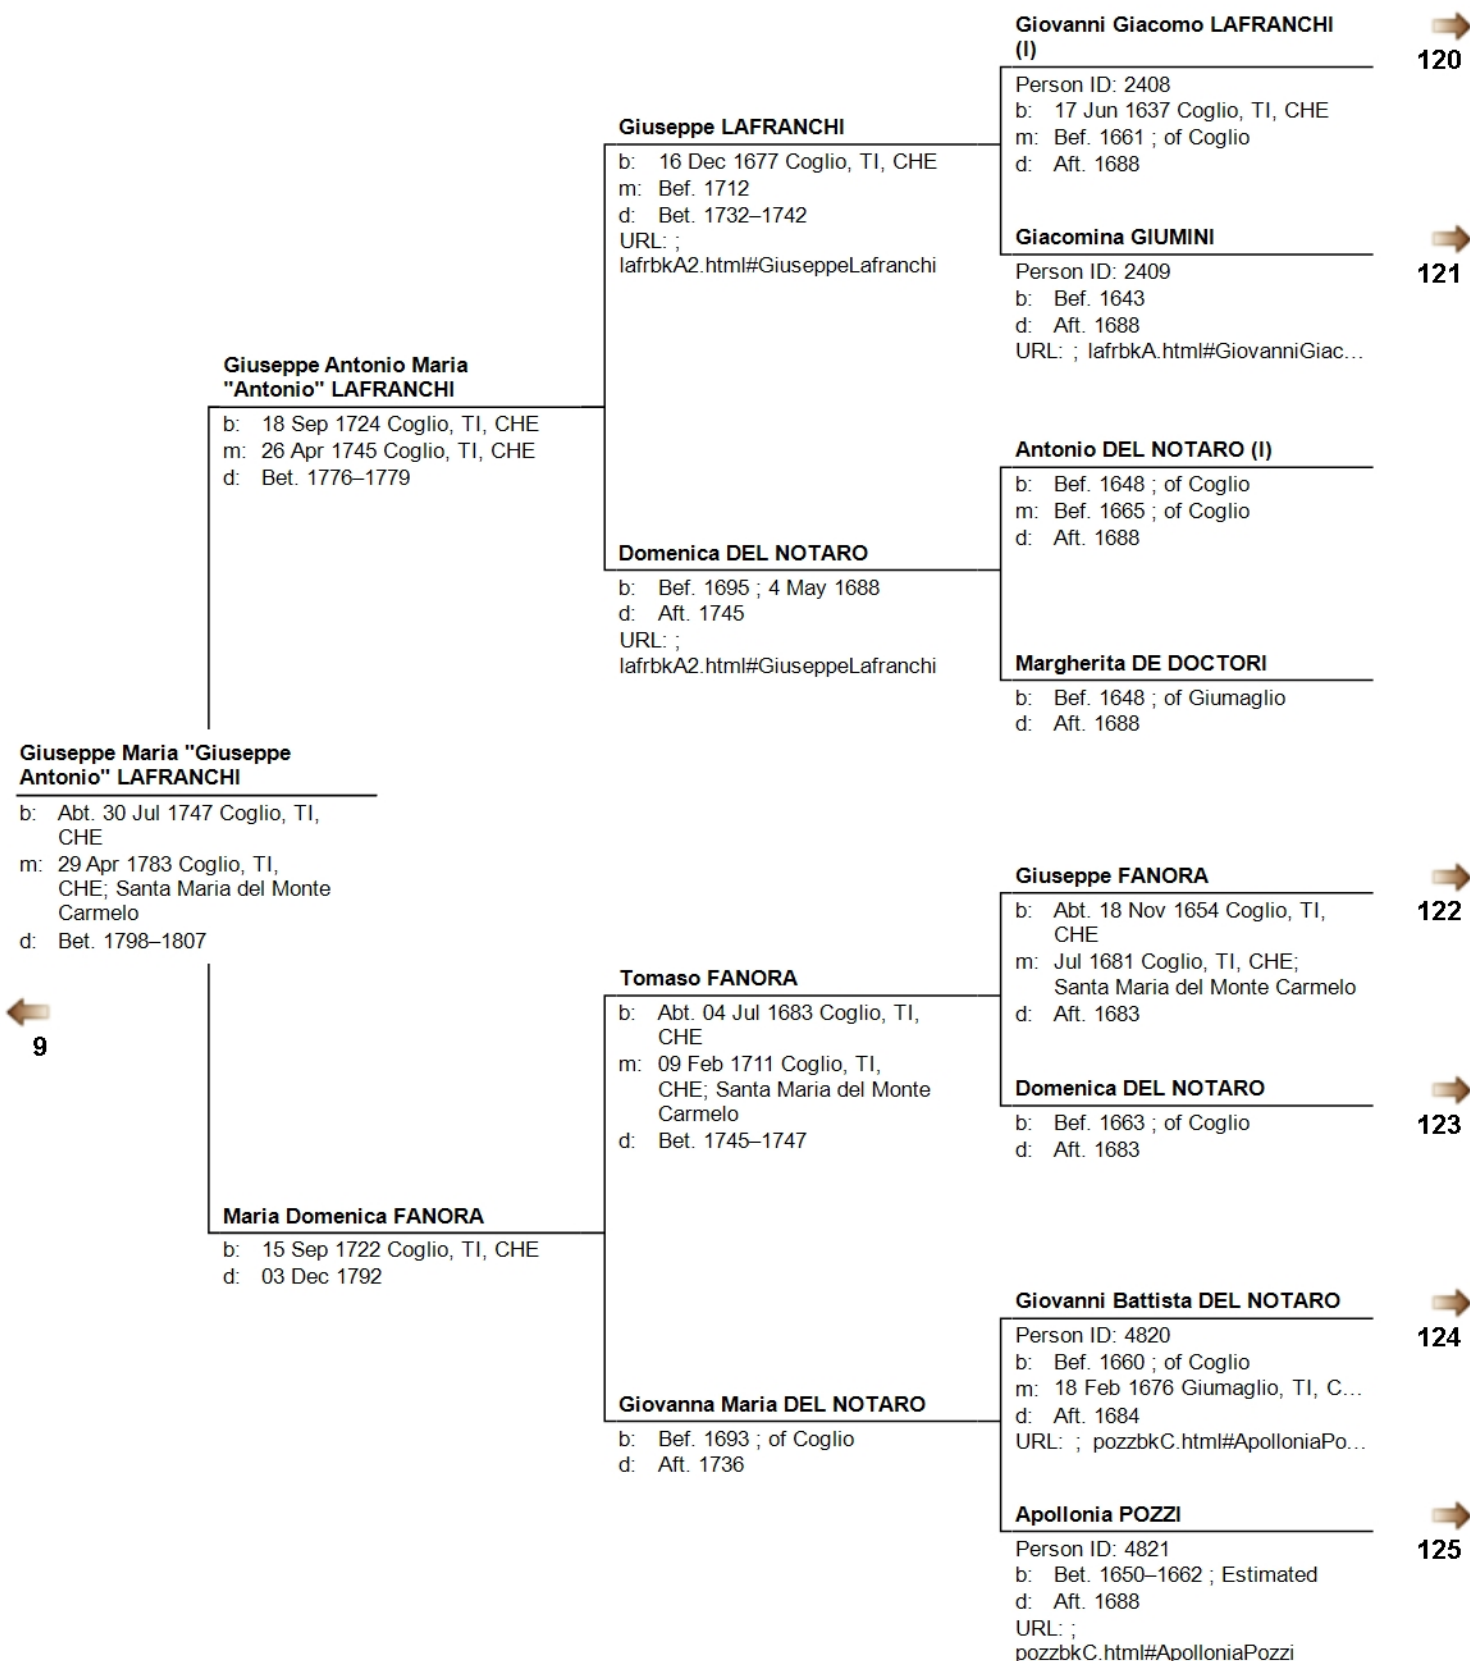 Giovanni Giacomo LAFRANCHI
(I)
120
Person ID: 2408
b: 17 Jun 1637 Coglio, TI, CHE
m: Bef. 1661 ; of Coglio
d: Aft. 1688
Giuseppe LAFRANCHI
b: 16 Dec 1677 Coglio, TI, CHE
m: Bef. 1712
d: Bet. 1732–1742
URL: ;
lafrbkA2.html#GiuseppeLafranchi
Giacomina GIUMINI
121
Person ID: 2409
b: Bef. 1643
d: Aft. 1688
URL: ; lafrbkA.html#GiovanniGiac...
Giuseppe Antonio Maria
"Antonio" LAFRANCHI
b: 18 Sep 1724 Coglio, TI, CHE
m: 26 Apr 1745 Coglio, TI, CHE
d: Bet. 1776–1779
Antonio DEL NOTARO (I)
b: Bef. 1648 ; of Coglio
m: Bef. 1665 ; of Coglio
d: Aft. 1688
Domenica DEL NOTARO
b: Bef. 1695 ; 4 May 1688
d: Aft. 1745
URL: ;
lafrbkA2.html#GiuseppeLafranchi
Margherita DE DOCTORI
b: Bef. 1648 ; of Giumaglio
d: Aft. 1688
Giuseppe Maria "Giuseppe
Antonio" LAFRANCHI
b: Abt. 30 Jul 1747 Coglio, TI,
CHE
m: 29 Apr 1783 Coglio, TI,
CHE; Santa Maria del Monte
Carmelo
d: Bet. 1798–1807
9
Giuseppe FANORA
122
b: Abt. 18 Nov 1654 Coglio, TI,
CHE
m: Jul 1681 Coglio, TI, CHE;
Santa Maria del Monte Carmelo
d: Aft. 1683
Tomaso FANORA
b: Abt. 04 Jul 1683 Coglio, TI,
CHE
m: 09 Feb 1711 Coglio, TI,
CHE; Santa Maria del Monte
Carmelo
d: Bet. 1745–1747
Domenica DEL NOTARO
123
b: Bef. 1663 ; of Coglio
d: Aft. 1683
Maria Domenica FANORA
b: 15 Sep 1722 Coglio, TI, CHE
d: 03 Dec 1792
Giovanni Battista DEL NOTARO
124
Person ID: 4820
b: Bef. 1660 ; of Coglio
m: 18 Feb 1676 Giumaglio, TI, C...
d: Aft. 1684
URL: ; pozzbkC.html#ApolloniaPo...
Giovanna Maria DEL NOTARO
b: Bef. 1693 ; of Coglio
d: Aft. 1736
Apollonia POZZI
125
Person ID: 4821
b: Bet. 1650–1662 ; Estimated
d: Aft. 1688
URL: ;
pozzbkC.html#ApolloniaPozzi